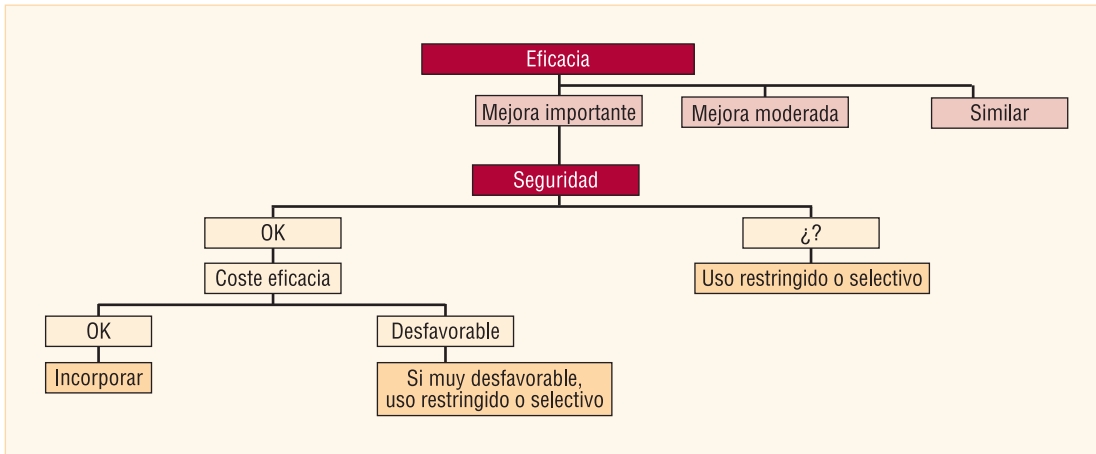 Eficacia
Mejora importante
Mejora moderada
Similar
Seguridad
OK
¿?
Coste eficacia
Uso restringido o selectivo
OK
Desfavorable
Incorporar
Si muy desfavorable,
uso restringido o selectivo